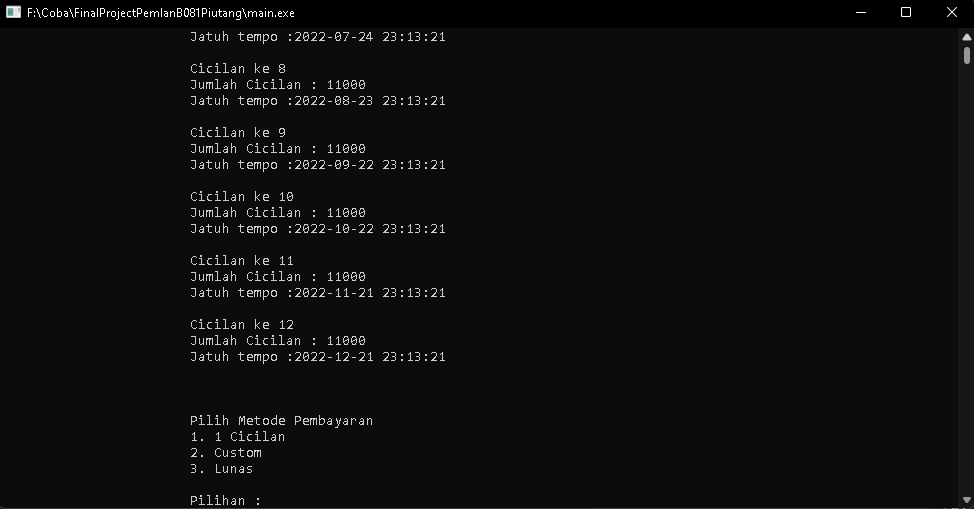 F:\Coba\FinalProjectPemlanB081Piutang\main.exe
Jatuh tempo :2022-07-24 23:13:21
Cicilan ke 8
Jumlah Cicilan : 11000
Jatuh tempo :2022-08-23 23:13:21
Cicilan ke 9
Jumlah Cicilan : 11000
Jatuh tempo :2022-09-22 23:13:21
Cicilan ke 10
Jumlah Cicilan : 11000
Jatuh tempo :2022-10-22 23:13:21
Cicilan ke 11
Jumlah Cicilan : 11000
Jatuh tempo :2022-11-21 23:13:21
Cicilan ke 12
Jumlah Cicilan : 11000
Jatuh tempo :2022-12-21 23:13:21
Pilih Metode Pembayaran
1. 1 Cicilan
2. Custom
3. Lunas
Pilihan :